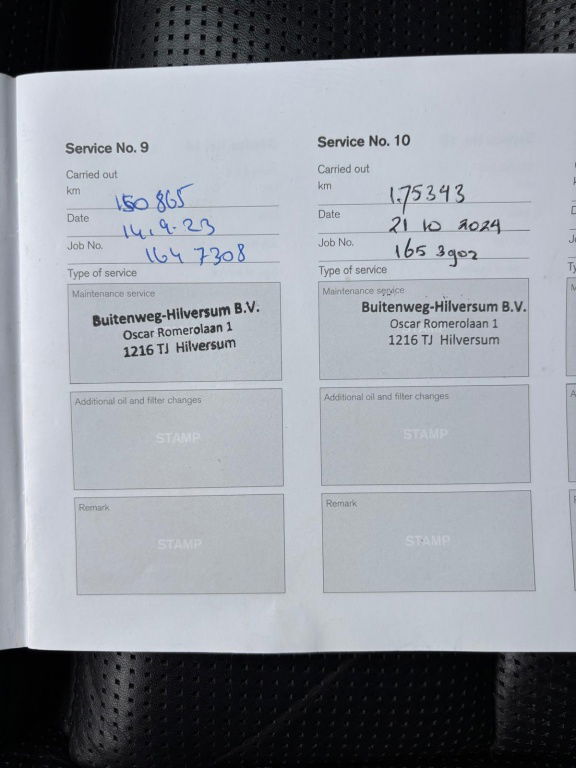 Service No. 9
Carried out
km 150 865
Date 14.9.23
Job No. 164 7308
Type of service
Maintenance service
Buitenweg-Hilversum B.V.
Oscar Romerolaan 1
1216 TJ Hilversum
Additional oil and filter changes
STAMP
Remark
STAMP
Service No. 10
Carried out
km 175343
Date 21 10 2024
Job No. 165 3902
Type of service
Maintenance service
Buitenweg-Hilversum B.V.
Oscar Romerolaan 1
1216 TJ Hilversum
Additional oil and filter changes
STAMP
Remark
STAMP